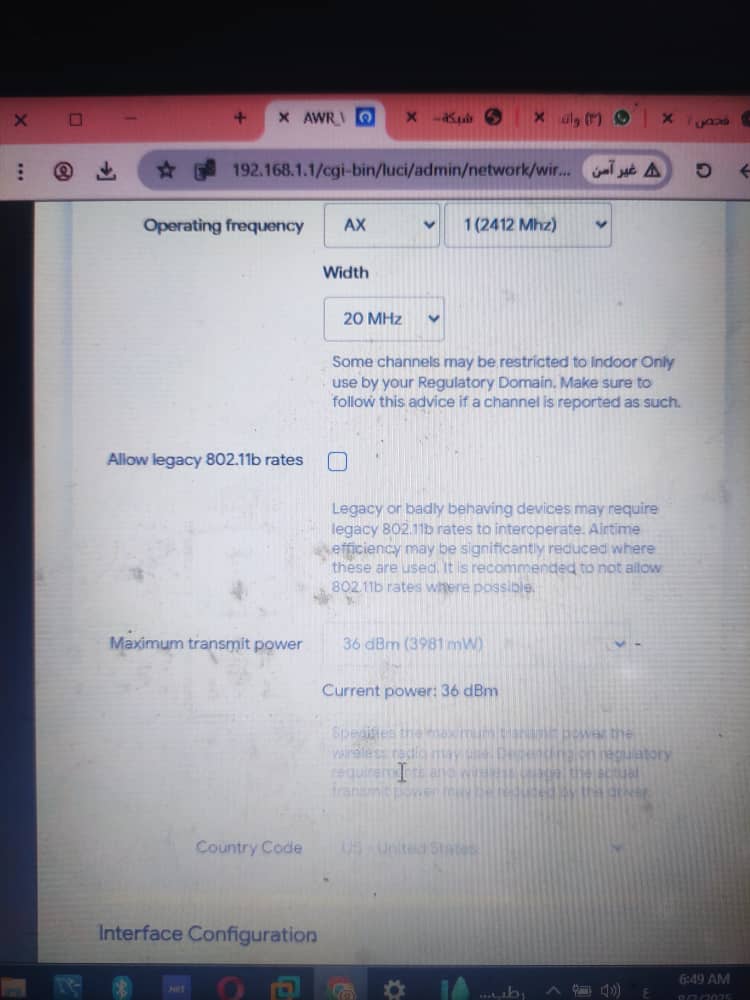 AWR_
شبكة
(٣) واتـ
فحص
192.168.1.1/cgi-bin/luci/admin/network/wir...
غير آمن
Operating frequency
AX
1 (2412 Mhz)
Width
20 MHz
Some channels may be restricted to Indoor Only
use by your Regulatory Domain. Make sure to
follow this advice if a channel is reported as such.
Allow legacy 802.11b rates
Legacy or badly behaving devices may require
legacy 802.11b rates to interoperate. Airtime
efficiency may be significantly reduced where
these are used. It is recommended to not allow
802.11b rates where possible.
Maximum transmit power
36 dBm (3981 mW)
-
Current power: 36 dBm
Specifies the maximum transmit power the
wireless radio may use. Depending on regulatory
requirements and wireless usage, the actual
transmit power may be reduced by the driver.
Country Code
US - United States
Interface Configuration
.NET
رطب...
ع
6:49 AM